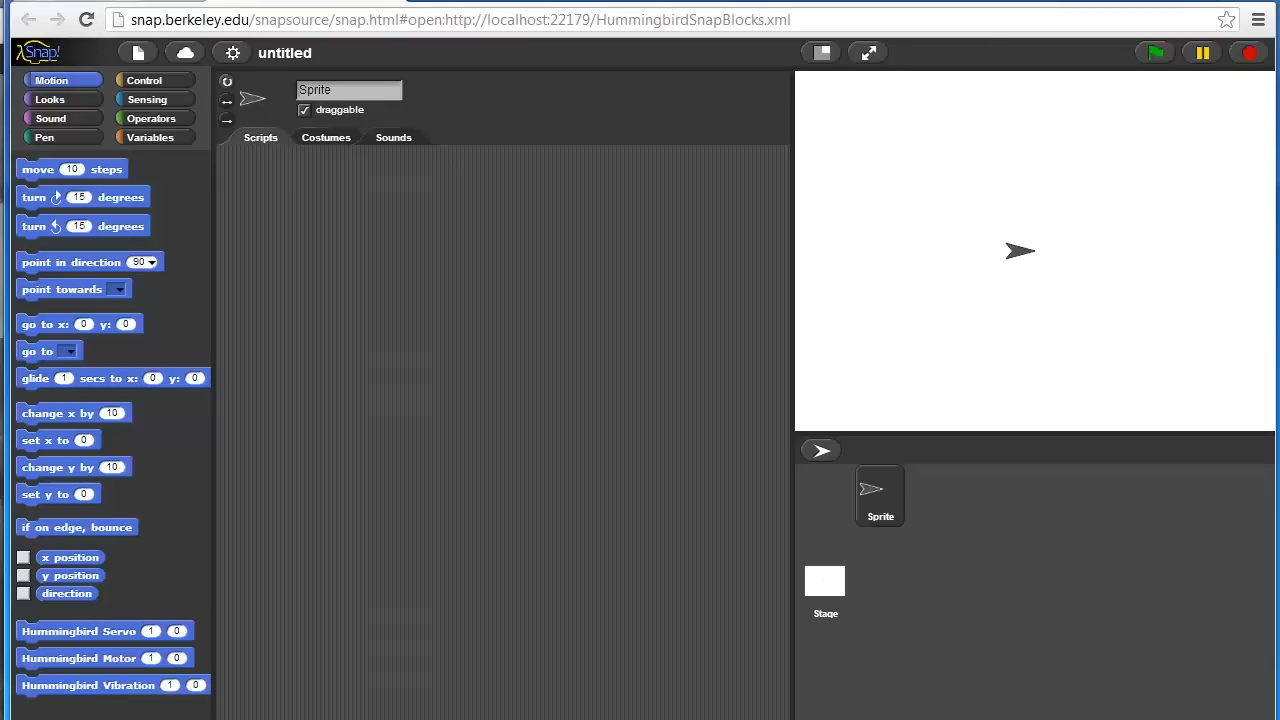 snap.berkeley.edu/snapsource/snap.html#open:http://localhost:22179/HummingbirdSnapBlocks.xml
Snap!
untitled
Motion Control
Looks Sensing
Sound Operators
Pen Variables
Sprite
draggable
Scripts Costumes Sounds
move 10 steps
turn 15 degrees
turn 15 degrees
point in direction 90
point towards
go to x: 0 y: 0
go to
glide 1 secs to x: 0 y: 0
change x by 10
set x to 0
change y by 10
set y to 0
if on edge, bounce
x position
y position
direction
Hummingbird Servo 1 0
Hummingbird Motor 1 0
Hummingbird Vibration 1 0
Sprite
Stage